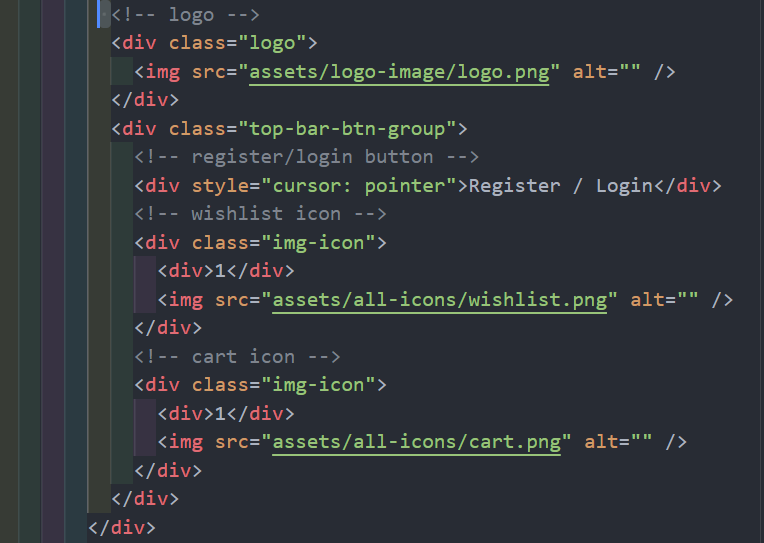 <!-- logo -->
<div class="logo">
<img src="assets/logo-image/logo.png" alt="" />
</div>
<div class="top-bar-btn-group">
<!-- register/login button -->
<div style="cursor: pointer">Register / Login</div>
<!-- wishlist icon -->
<div class="img-icon">
<div>1</div>
<img src="assets/all-icons/wishlist.png" alt="" />
</div>
<!-- cart icon -->
<div class="img-icon">
<div>1</div>
<img src="assets/all-icons/cart.png" alt="" />
</div>
</div>
</div>